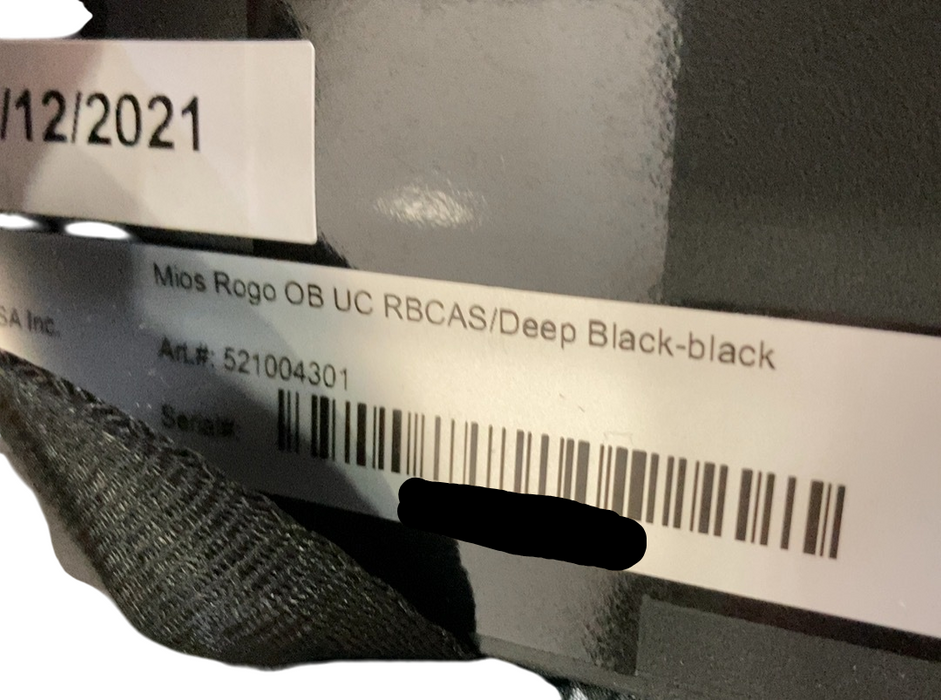 /12/2021
Mios Rogo OB UC RBCAS/Deep Black-black
SA Inc.
Art.#: 521004301
Serial#: